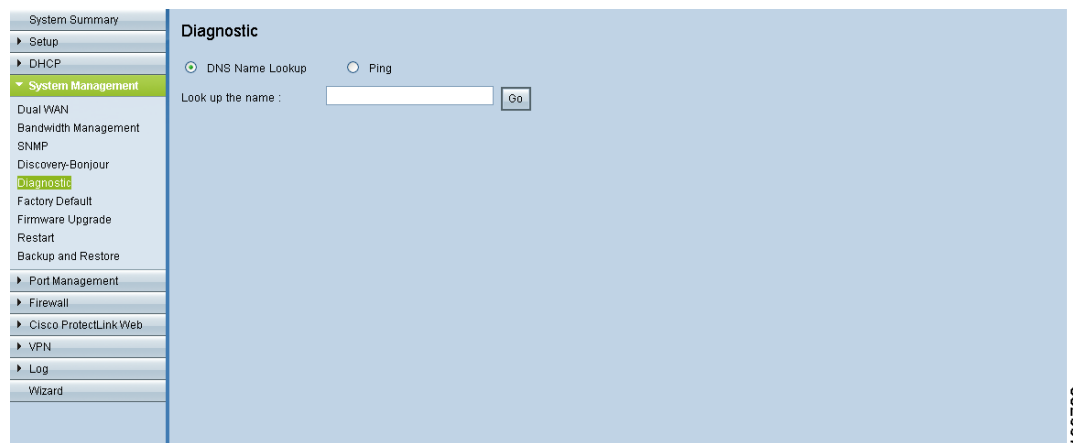 System Summary
Setup
DHCP
System Management
Dual WAN
Bandwidth Management
SNMP
Discovery-Bonjour
Diagnostic
Factory Default
Firmware Upgrade
Restart
Backup and Restore
Port Management
Firewall
Cisco ProtectLink Web
VPN
Log
Wizard
Diagnostic
DNS Name Lookup Ping
Look up the name :
Go